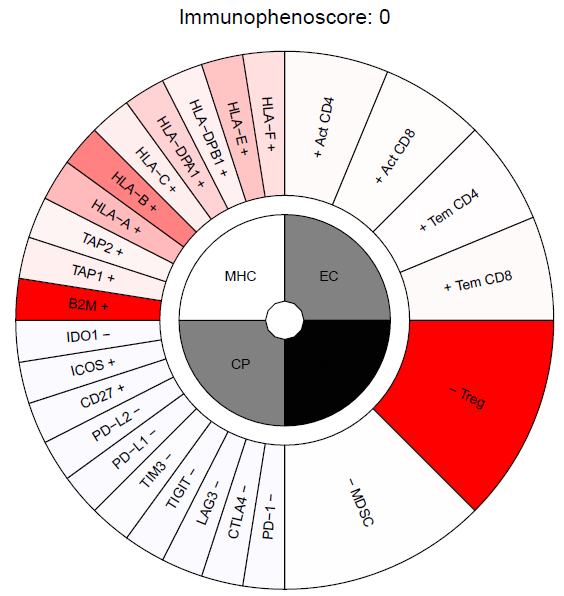 Immunophenoscore: 0
HLA−F +
HLA−E +
HLA−DPB1 +
HLA−DPA1 +
HLA−C +
HLA−B +
HLA−A +
TAP2 +
TAP1 +
B2M +
IDO1 −
ICOS +
CD27 +
PD−L2 −
PD−L1 −
TIM3 −
TIGIT −
LAG3 −
CTLA4 −
PD−1 −
− MDSC
− Treg
+ Tem CD8
+ Tem CD4
+ Act CD8
+ Act CD4
MHC
EC
CP